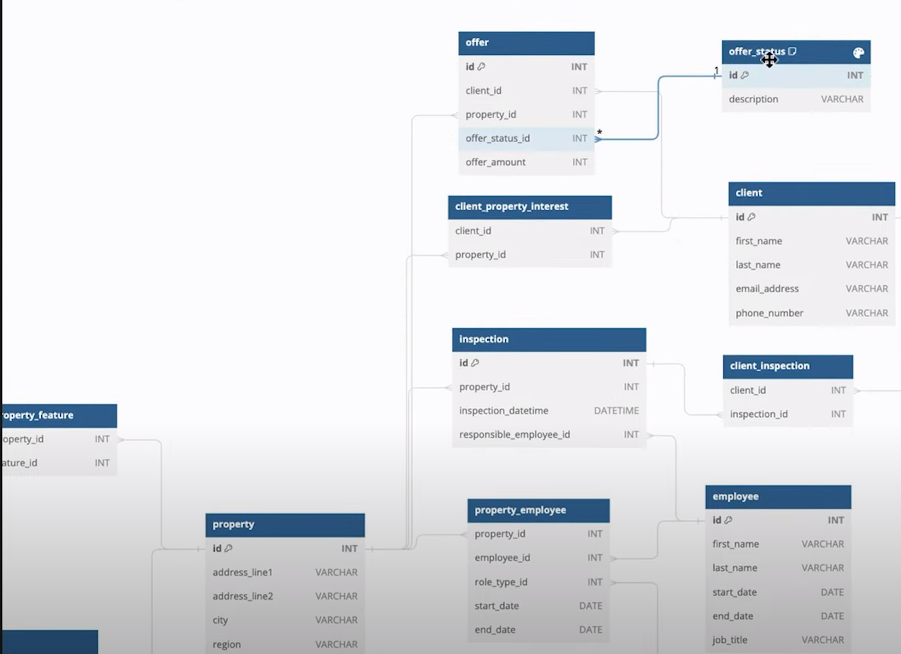 offer
id INT
client_id INT
property_id INT
offer_status_id INT
offer_amount INT
*
1
offer_status
id INT
description VARCHAR
client_property_interest
client_id INT
property_id INT
client
id INT
first_name VARCHAR
last_name VARCHAR
email_address VARCHAR
phone_number VARCHAR
inspection
id INT
property_id INT
inspection_datetime DATETIME
responsible_employee_id INT
client_inspection
client_id INT
inspection_id INT
roperty_feature
operty_id INT
ature_id INT
property
id INT
address_line1 VARCHAR
address_line2 VARCHAR
city VARCHAR
region VARCHAR
property_employee
property_id INT
employee_id INT
role_type_id INT
start_date DATE
end_date DATE
employee
id INT
first_name VARCHAR
last_name VARCHAR
start_date DATE
end_date DATE
job_title VARCHAR